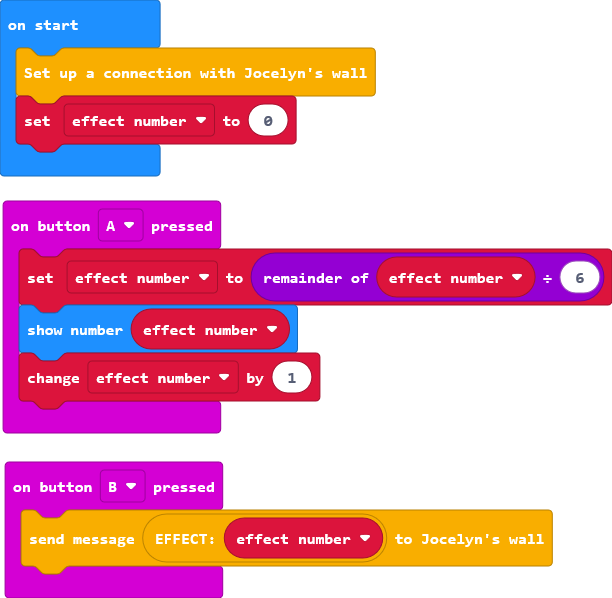 on start
Set up a connection with Jocelyn's wall
set effect number to 0
on button A pressed
set effect number to remainder of effect number ÷ 6
show number effect number
change effect number by 1
on button B pressed
send message EFFECT: effect number to Jocelyn's wall